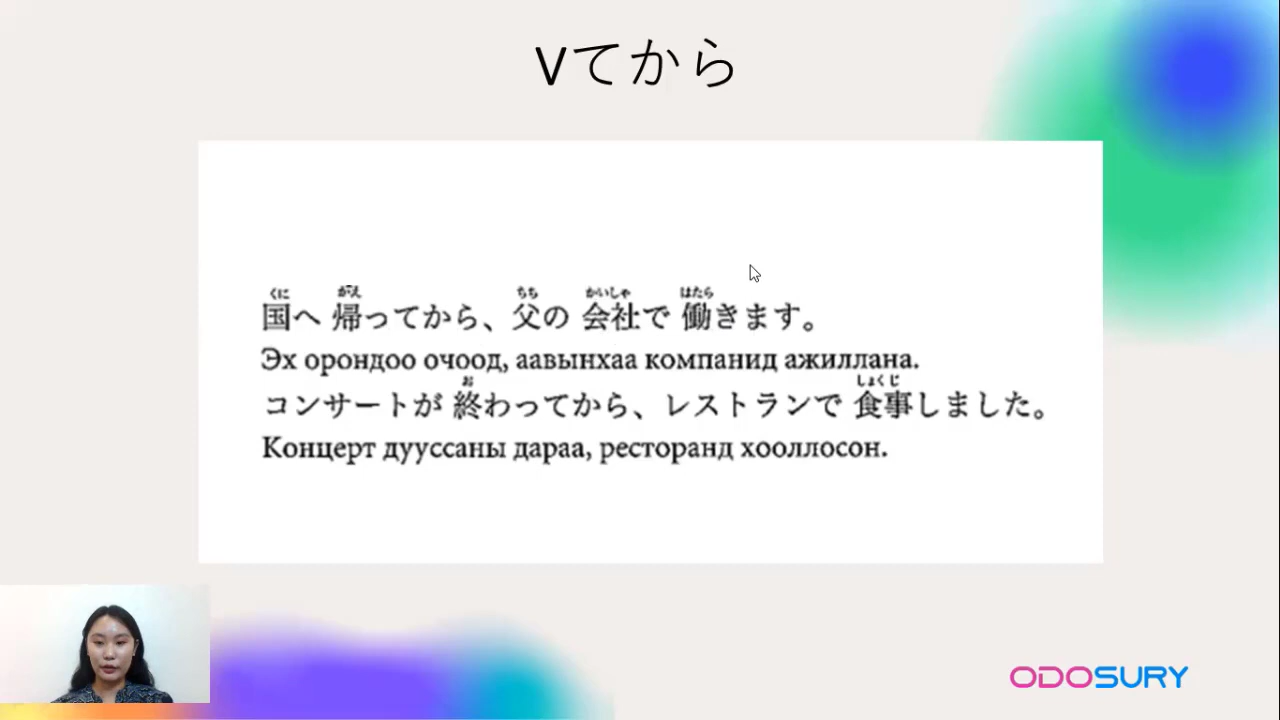 Vてから
くに がえ ちち かいしゃ はたら
国へ 帰ってから、父の 会社で 働きます。
Эх орондоо очоод, аавынхаа компанид ажиллана.
お しょくじ
コンサートが 終わってから、レストランで 食事しました。
Концерт дууссаны дараа, ресторанд хооллосон.
ODOSURY